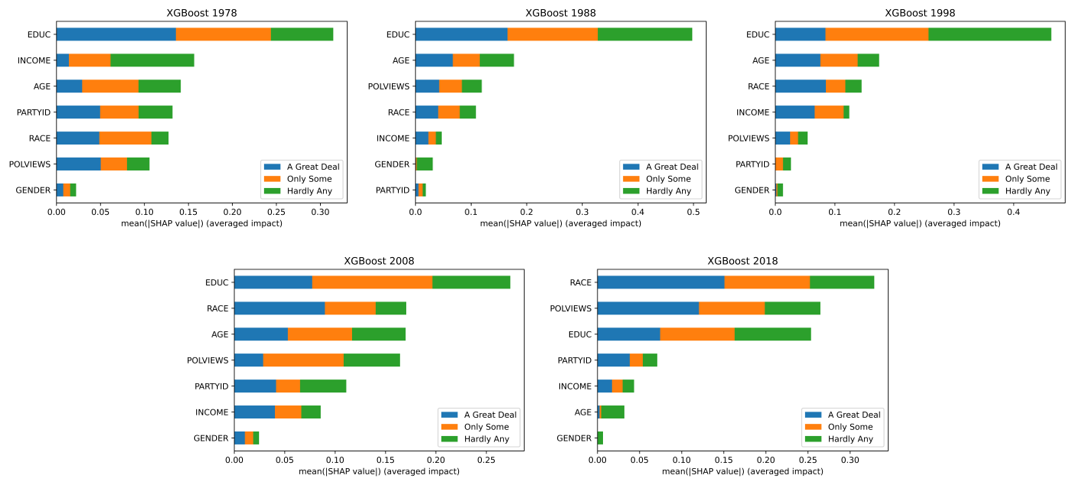 XGBoost 1978
EDUC
INCOME
AGE
PARTYID
RACE
POLVIEWS
GENDER
A Great Deal
Only Some
Hardly Any
0.00 0.05 0.10 0.15 0.20 0.25 0.30
mean(|SHAP value|) (averaged impact)
XGBoost 1988
EDUC
AGE
POLVIEWS
RACE
INCOME
GENDER
PARTYID
A Great Deal
Only Some
Hardly Any
0.0 0.1 0.2 0.3 0.4 0.5
mean(|SHAP value|) (averaged impact)
XGBoost 1998
EDUC
AGE
RACE
INCOME
POLVIEWS
PARTYID
GENDER
A Great Deal
Only Some
Hardly Any
0.0 0.1 0.2 0.3 0.4
mean(|SHAP value|) (averaged impact)
XGBoost 2008
EDUC
RACE
AGE
POLVIEWS
PARTYID
INCOME
GENDER
A Great Deal
Only Some
Hardly Any
0.00 0.05 0.10 0.15 0.20 0.25
mean(|SHAP value|) (averaged impact)
XGBoost 2018
RACE
POLVIEWS
EDUC
PARTYID
INCOME
AGE
GENDER
A Great Deal
Only Some
Hardly Any
0.00 0.05 0.10 0.15 0.20 0.25 0.30
mean(|SHAP value|) (averaged impact)